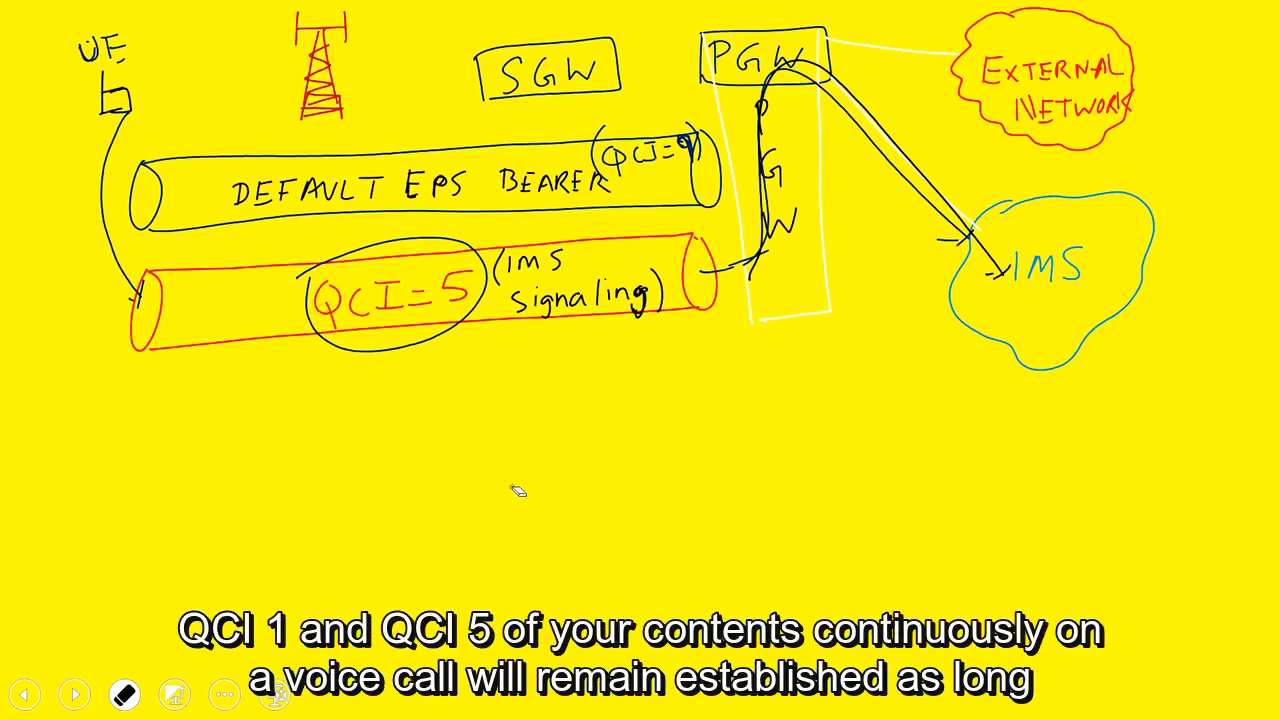 UE
SGW
PGW
EXTERNAL
NETWORK
DEFAULT EPS BEARER
(QCI=9)
PGW
QCI=5
(IMS
signaling)
IMS
QCI 1 and QCI 5 of your contents continuously on
a voice call will remain established as long